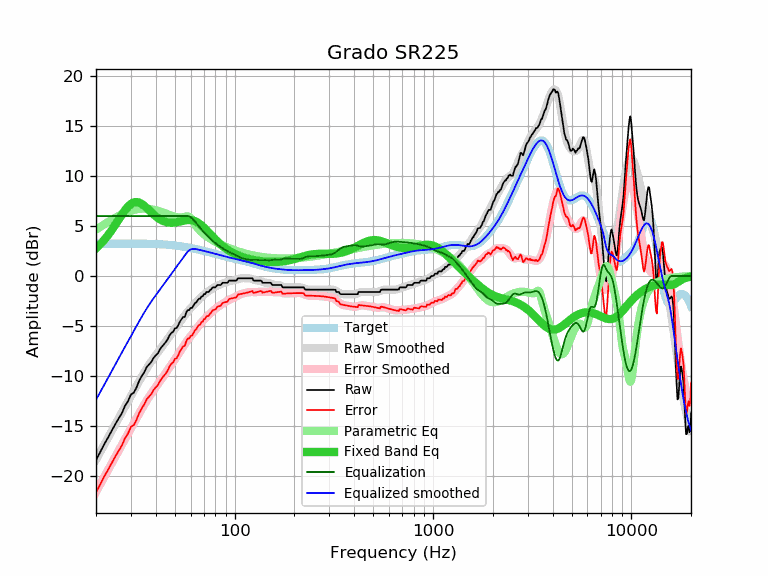 Grado SR225
20
15
10
5
0
−5
−10
−15
−20
Amplitude (dBr)
Target
Raw Smoothed
Error Smoothed
Raw
Error
Parametric Eq
Fixed Band Eq
Equalization
Equalized smoothed
100
1000
10000
Frequency (Hz)